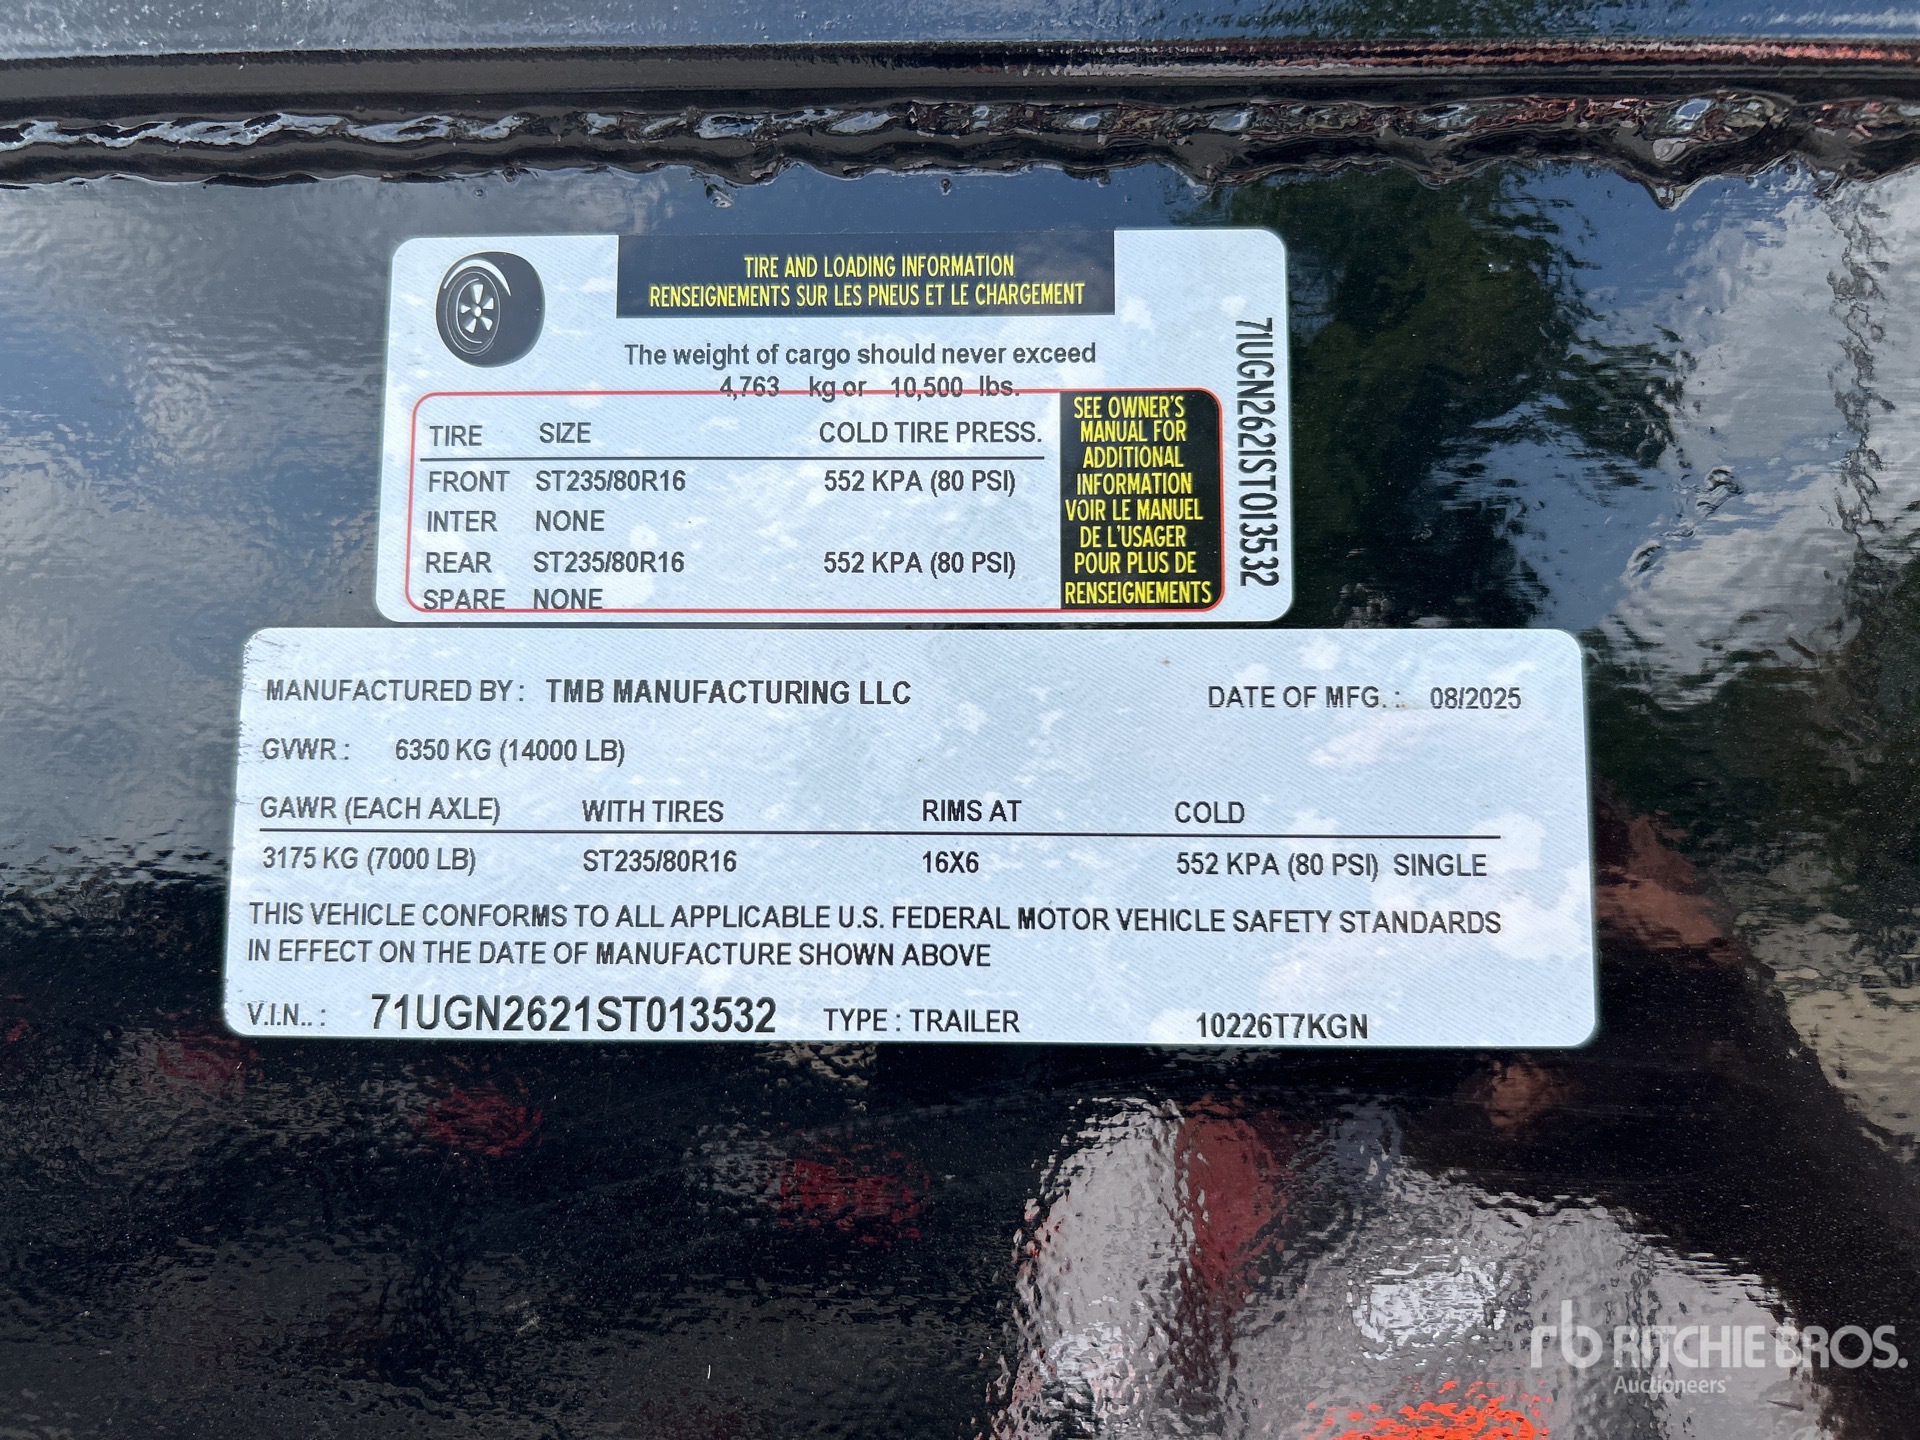 TIRE AND LOADING INFORMATION
RENSEIGNEMENTS SUR LES PNEUS ET LE CHARGEMENT
The weight of cargo should never exceed
4,763 kg or 10,500 lbs.
TIRE SIZE COLD TIRE PRESS.
FRONT ST235/80R16 552 KPA (80 PSI)
INTER NONE
REAR ST235/80R16 552 KPA (80 PSI)
SPARE NONE
SEE OWNER'S
MANUAL FOR
ADDITIONAL
INFORMATION
VOIR LE MANUEL
DE L'USAGER
POUR PLUS DE
RENSEIGNEMENTS
71UGN2621ST013532
MANUFACTURED BY : TMB MANUFACTURING LLC DATE OF MFG. : 08/2025
GVWR : 6350 KG (14000 LB)
GAWR (EACH AXLE) WITH TIRES RIMS AT COLD
3175 KG (7000 LB) ST235/80R16 16X6 552 KPA (80 PSI) SINGLE
THIS VEHICLE CONFORMS TO ALL APPLICABLE U.S. FEDERAL MOTOR VEHICLE SAFETY STANDARDS
IN EFFECT ON THE DATE OF MANUFACTURE SHOWN ABOVE
V.I.N.. : 71UGN2621ST013532 TYPE : TRAILER 10226T7KGN
rb RITCHIE BROS.
Auctioneers